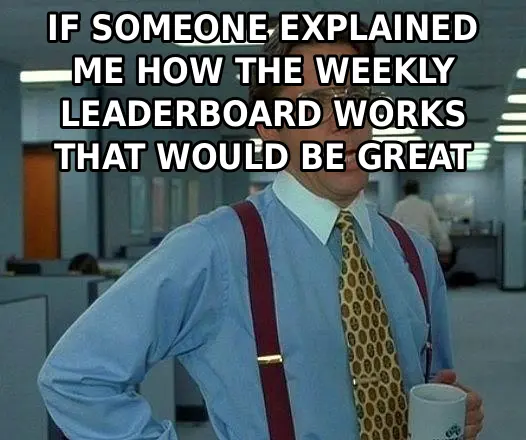 IF SOMEONE EXPLAINED
ME HOW THE WEEKLY
LEADERBOARD WORKS
THAT WOULD BE GREAT